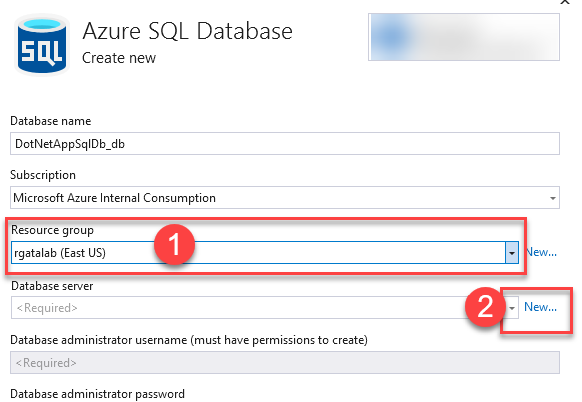 SQL
Azure SQL Database
Create new
Database name
DotNetAppSqlDb_db
Subscription
Microsoft Azure Internal Consumption
Resource group
1
rgatalab (East US)
New...
Database server
<Required>
2
New...
Database administrator username (must have permissions to create)
<Required>
Database administrator password